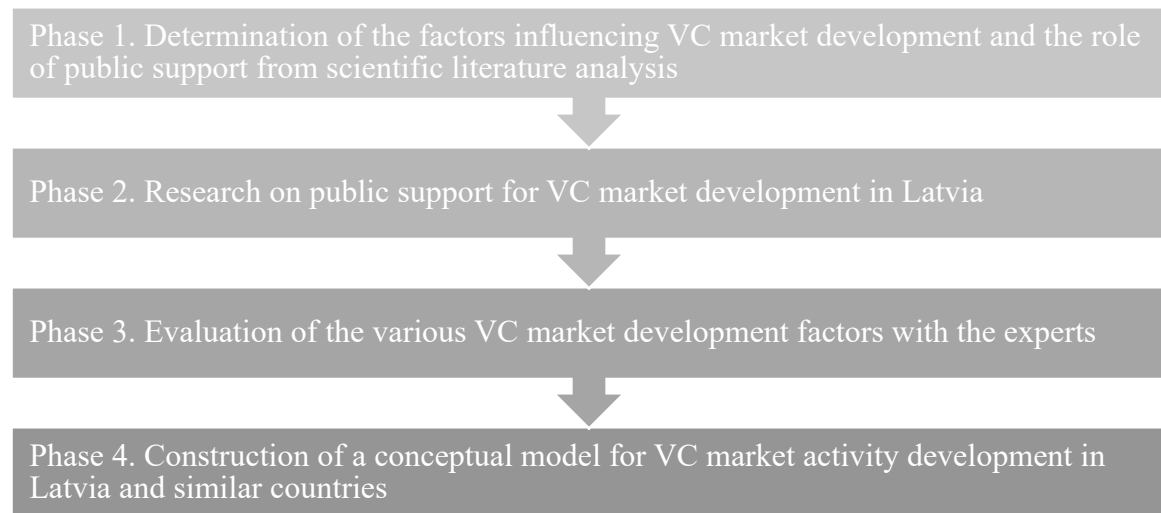 Phase 1. Determination of the factors influencing VC market development and the role
of public support from scientific literature analysis
Phase 2. Research on public support for VC market development in Latvia
Phase 3. Evaluation of the various VC market development factors with the experts
Phase 4. Construction of a conceptual model for VC market activity development in
Latvia and similar countries